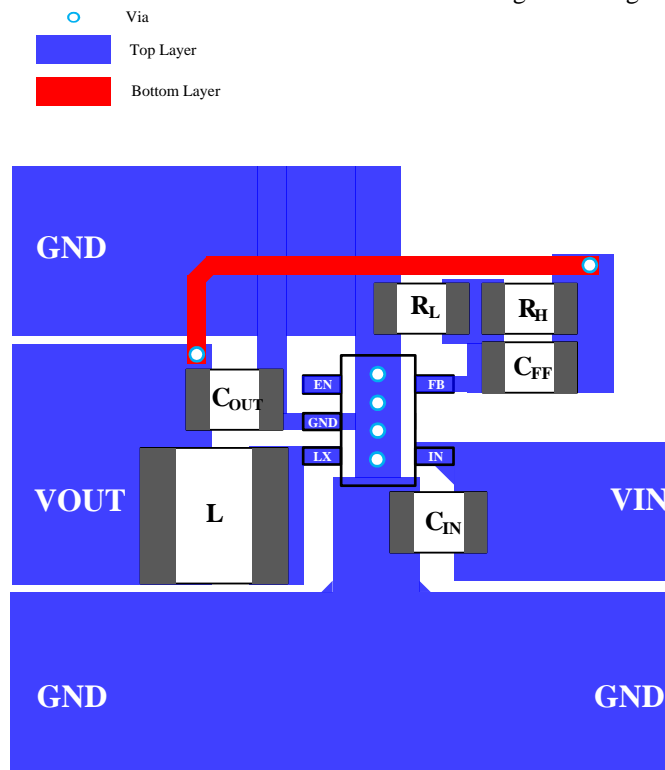 Via
Top Layer
Bottom Layer
GND
RL
RH
CFF
COUT
EN
FB
GND
LX
IN
VOUT
L
CIN
VIN
GND
GND